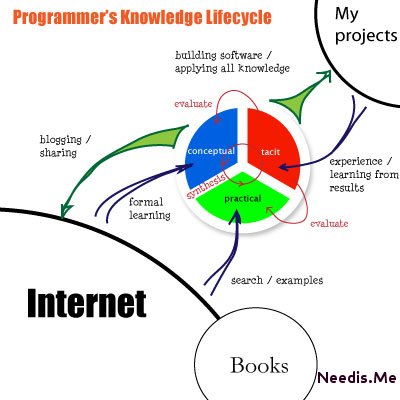 Programmer's Knowledge Lifecycle
My
projects
building software /
applying all knowledge
evaluate
blogging /
sharing
conceptual
tacit
synthesis
practical
experience /
learning from
results
formal
learning
evaluate
search / examples
Internet
Books
Needis.Me